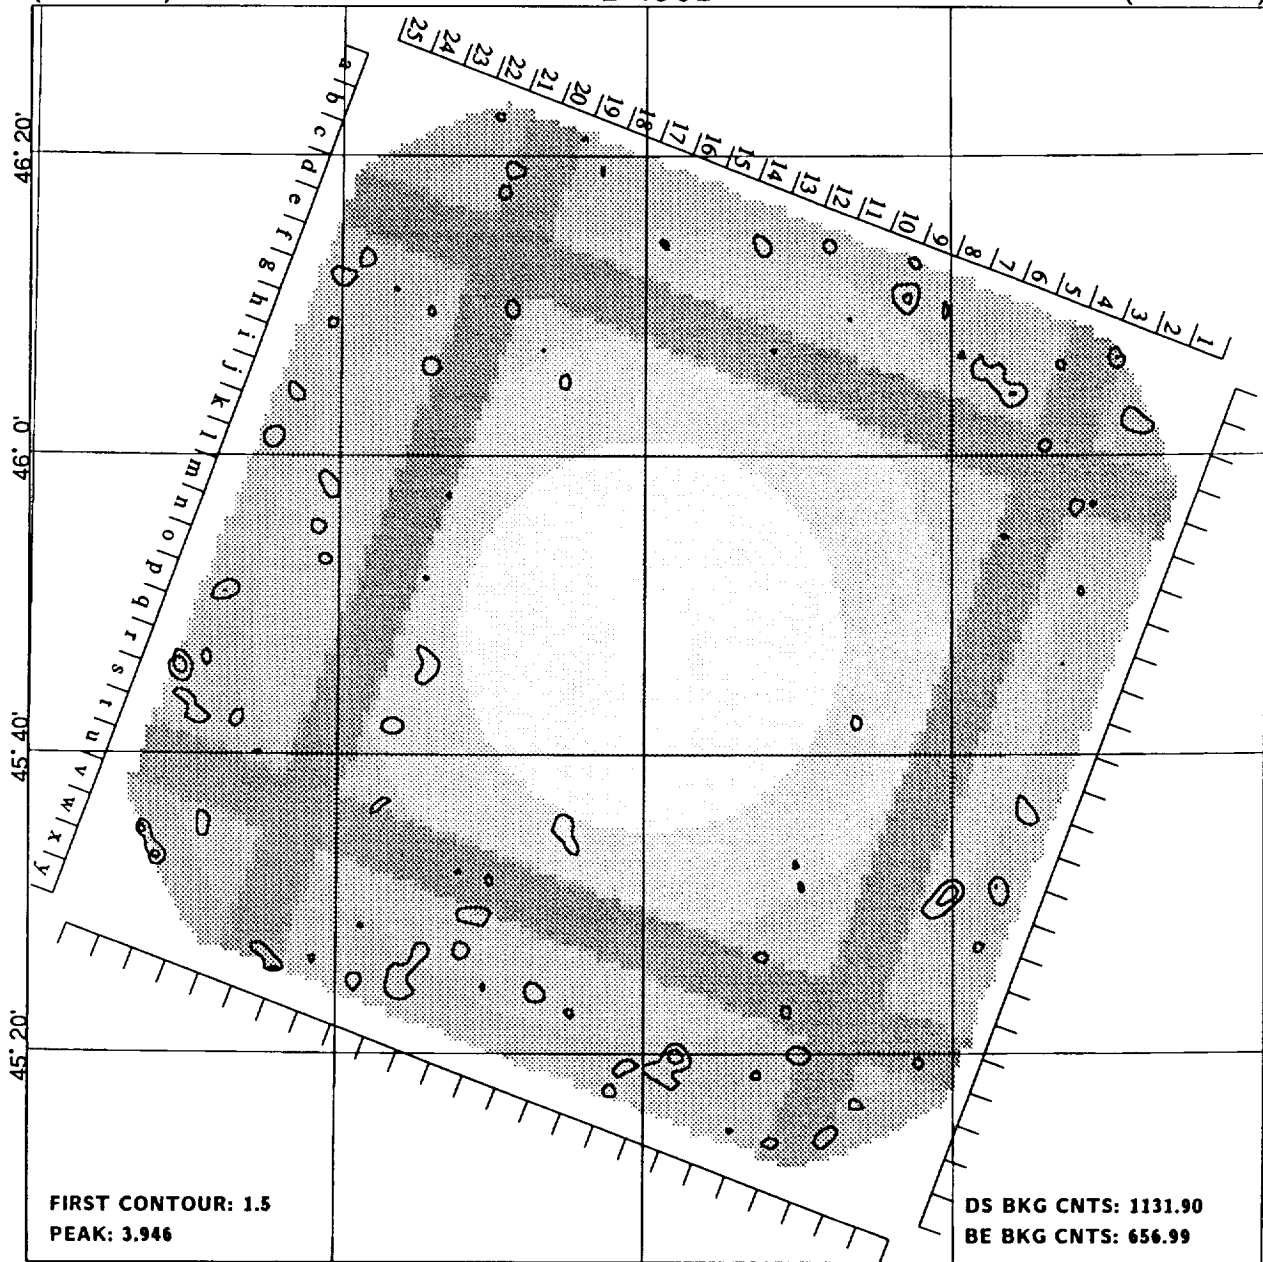 25 24 23 22 21 20 19 18 17 16 15 14 13 12 11 10 9 8 7 6 5 4 3 2 1
a b c d e f g h i j k l m n o p q r s t u v w x y
46° 20'
46° 0'
45° 40'
45° 20'
FIRST CONTOUR: 1.5
PEAK: 3.946
DS BKG CNTS: 1131.90
BE BKG CNTS: 656.99